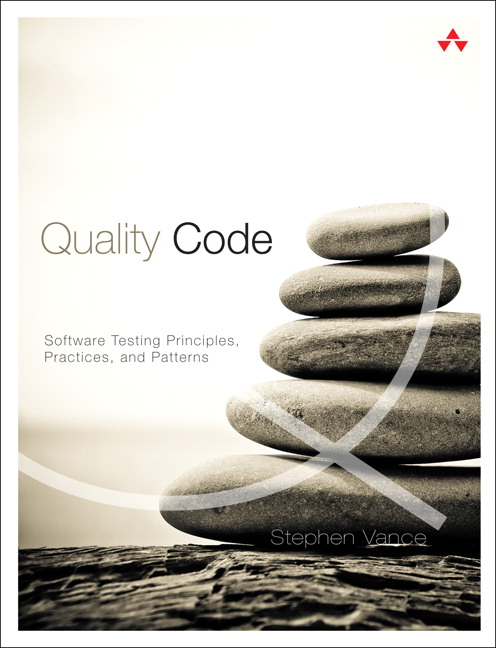 Quality Code
Software Testing Principles,
Practices, and Patterns
Stephen Vance